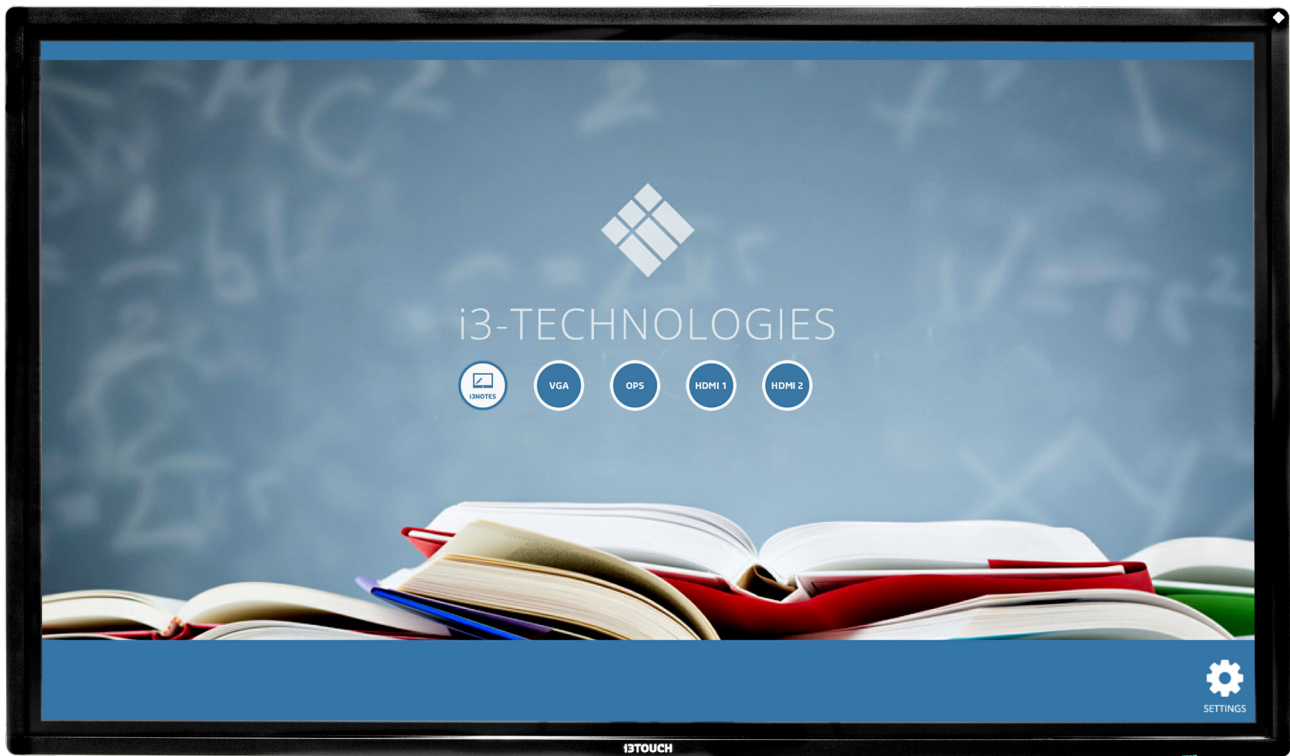 i3-TECHNOLOGIES
i3NOTES
VGA
OPS
HDMI 1
HDMI 2
SETTINGS
i3TOUCH